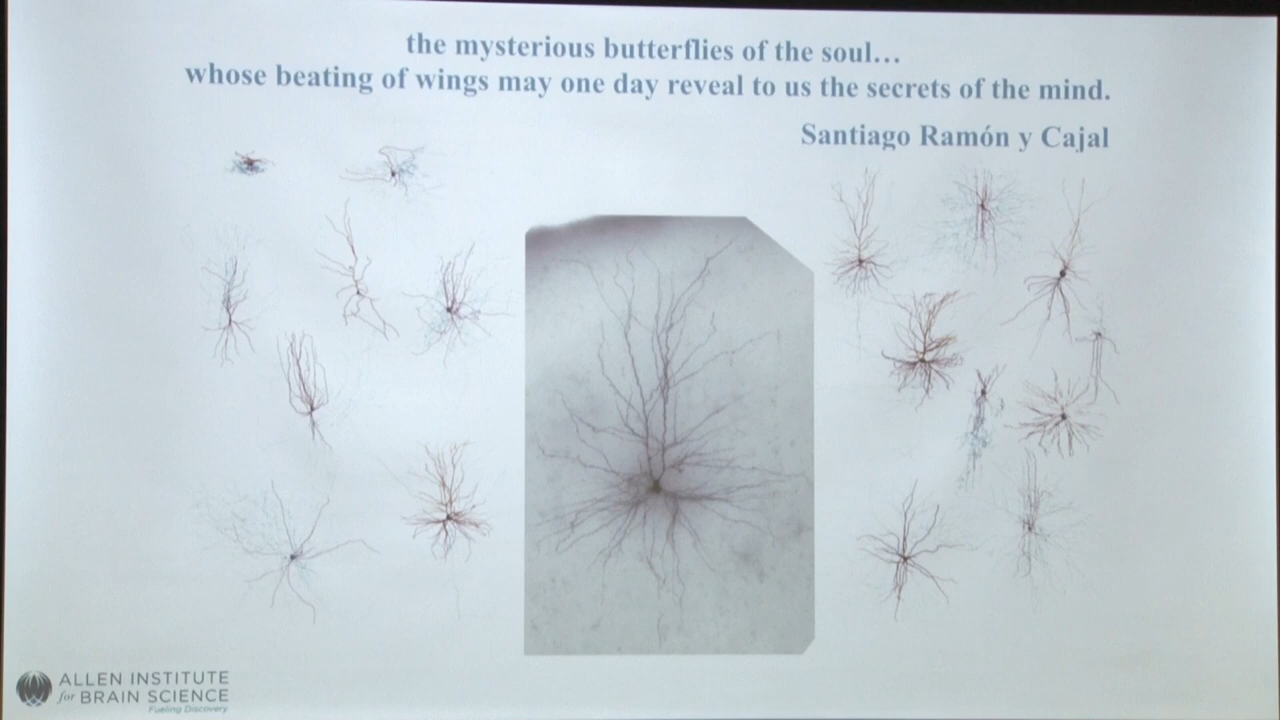 the mysterious butterflies of the soul…
whose beating of wings may one day reveal to us the secrets of the mind.
Santiago Ramón y Cajal
ALLEN INSTITUTE
for BRAIN SCIENCE
Fueling Discovery